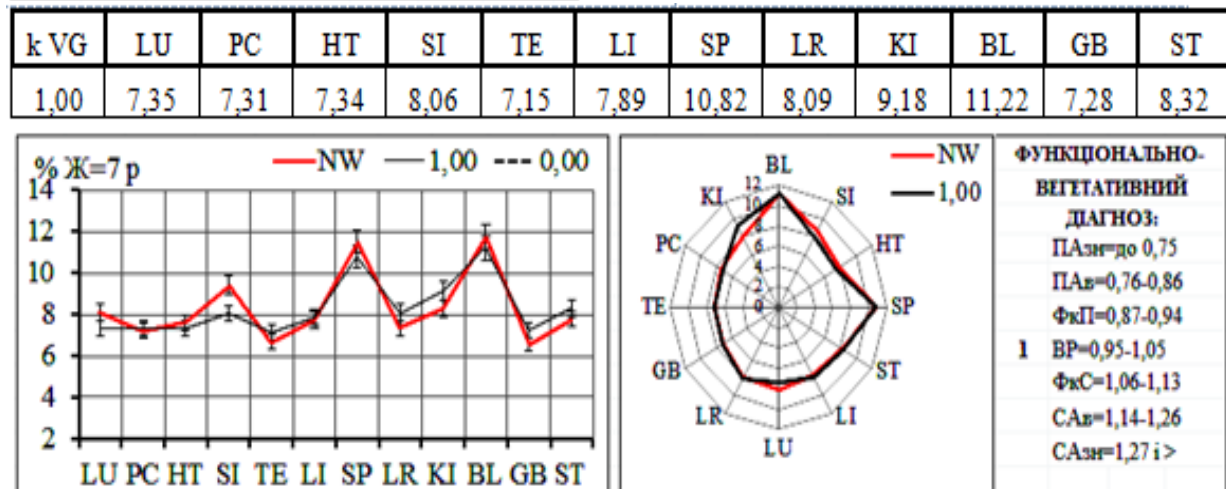 k VG LU PC HT SI TE LI SP LR KI BL GB ST
1,00 7,35 7,31 7,34 8,06 7,15 7,89 10,82 8,09 9,18 11,22 7,28 8,32
% Ж=7 р
NW 1,00 0,00
14
12
10
8
6
4
2
LU PC HT SI TE LI SP LR KI BL GB ST
NW
1,00
BL
SI
HT
SP
ST
LI
LU
LR
GB
TE
PC
KI
12
10
8
6
4
2
0
ФУНКЦІОНАЛЬНО-
ВЕГЕТАТИВНИЙ
ДІАГНОЗ:
ПАзн=до 0,75
ПАв=0,76-0,86
ФкП=0,87-0,94
1 ВР=0,95-1,05
ФкС=1,06-1,13
САв=1,14-1,26
САзн=1,27 і >